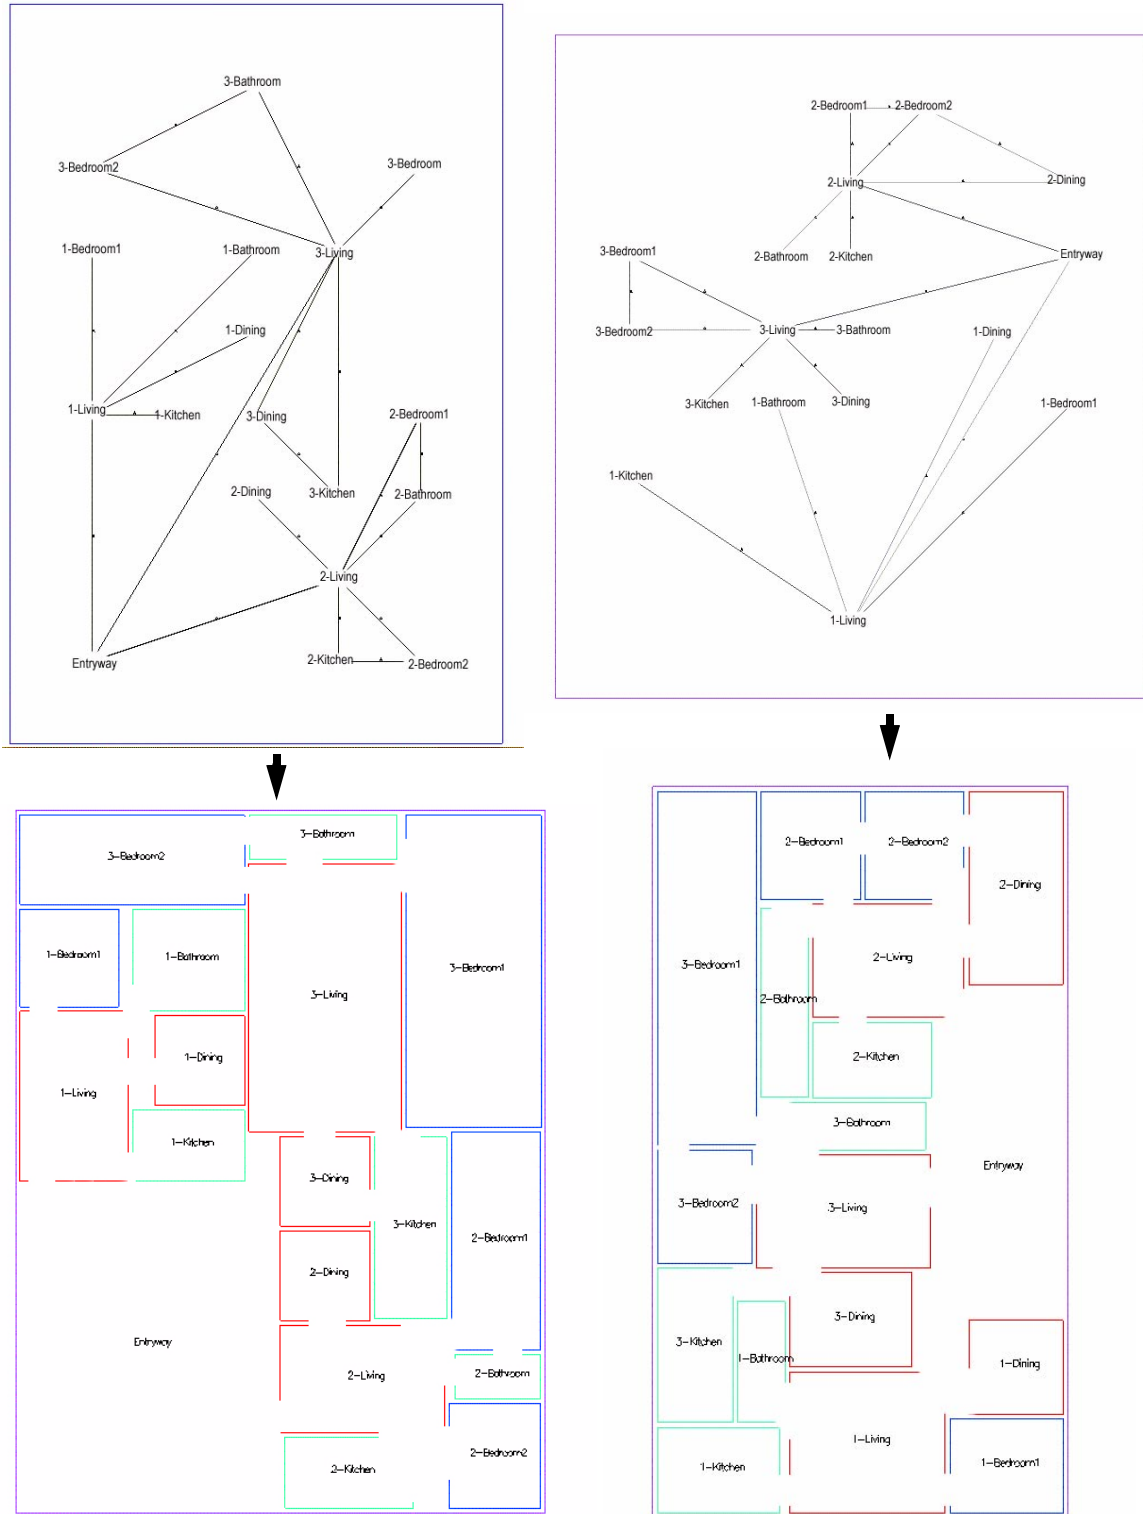 3-Bathroom
3-Bedroom2
3-Bedroom
1-Bedroom1
1-Bathroom
3-Living
1-Dining
1-Living
1-Kitchen
3-Dining
2-Bedroom1
2-Dining
3-Kitchen
2-Bathroom
2-Living
Entryway
2-Kitchen
2-Bedroom2
2-Bedroom1
2-Bedroom2
2-Living
2-Dining
3-Bedroom1
2-Bathroom
2-Kitchen
Entryway
3-Bedroom2
3-Living
3-Bathroom
1-Dining
3-Kitchen
1-Bathroom
3-Dining
1-Bedroom1
1-Kitchen
1-Living
3-Bathroom
3-Bedroom2
1-Bedroom1
1-Bathroom
3-Bedroom1
3-Living
1-Dining
1-Living
1-Kitchen
3-Dining
3-Kitchen
2-Bedroom1
2-Dining
Entryway
2-Living
2-Bathroom
2-Bedroom2
2-Kitchen
2-Bedroom1
2-Bedroom2
2-Dining
3-Bedroom1
2-Living
2-Bathroom
2-Kitchen
3-Bathroom
Entryway
3-Bedroom2
3-Living
3-Dining
3-Kitchen
1-Bathroom
1-Dining
1-Living
1-Kitchen
1-Bedroom1